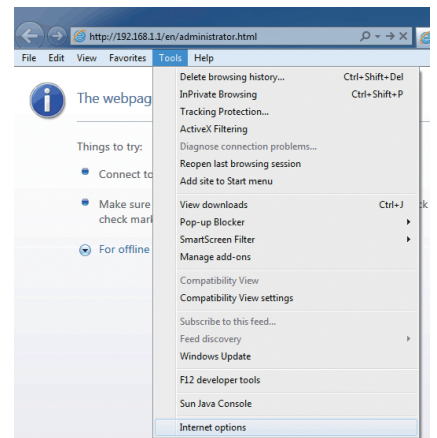 http://192.168.1.1/en/administrator.html
File Edit View Favorites Tools Help
The webpag
Things to try:
Connect to
Make sure
check mark
For offline
Delete browsing history... Ctrl+Shift+Del
InPrivate Browsing Ctrl+Shift+P
Tracking Protection...
ActiveX Filtering
Diagnose connection problems...
Reopen last browsing session
Add site to Start menu
View downloads Ctrl+J
Pop-up Blocker
SmartScreen Filter
Manage add-ons
Compatibility View
Compatibility View settings
Subscribe to this feed...
Feed discovery
Windows Update
F12 developer tools
Sun Java Console
Internet options